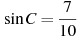 sin C = 7/10